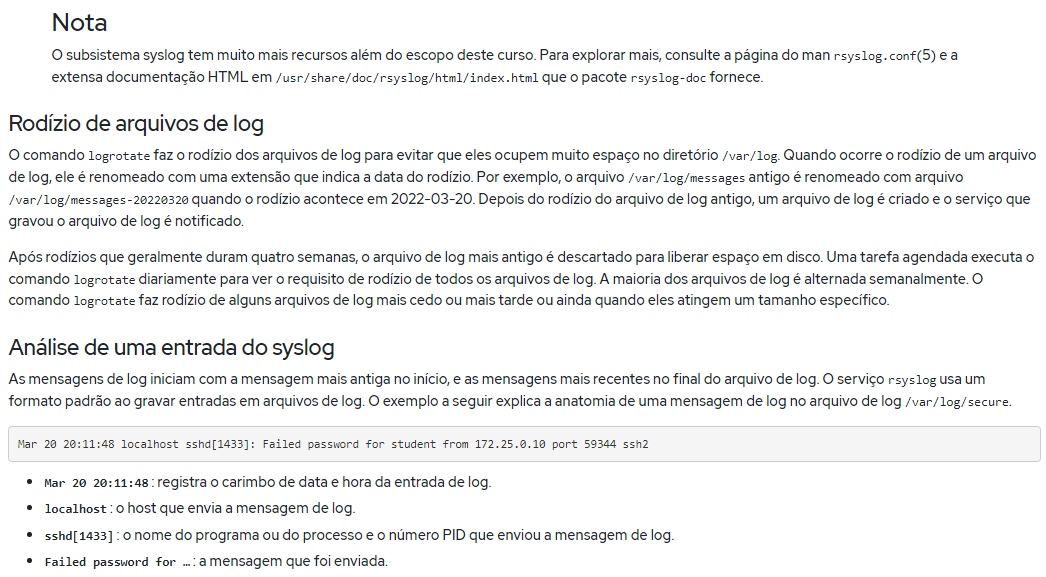 Nota
O subsistema syslog tem muito mais recursos além do escopo deste curso. Para explorar mais, consulte a página do man rsyslog.conf(5) e a
extensa documentação HTML em /usr/share/doc/rsyslog/html/index.html que o pacote rsyslog-doc fornece.
Rodízio de arquivos de log
O comando logrotate faz o rodízio dos arquivos de log para evitar que eles ocupem muito espaço no diretório /var/log. Quando ocorre o rodízio de um arquivo
de log, ele é renomeado com uma extensão que indica a data do rodízio. Por exemplo, o arquivo /var/log/messages antigo é renomeado com arquivo
/var/log/messages-20220320 quando o rodízio acontece em 2022-03-20. Depois do rodízio do arquivo de log antigo, um arquivo de log é criado e o serviço que
gravou o arquivo de log é notificado.
Após rodízios que geralmente duram quatro semanas, o arquivo de log mais antigo é descartado para liberar espaço em disco. Uma tarefa agendada executa o
comando logrotate diariamente para ver o requisito de rodízio de todos os arquivos de log. A maioria dos arquivos de log é alternada semanalmente. O
comando logrotate faz rodízio de alguns arquivos de log mais cedo ou mais tarde ou ainda quando eles atingem um tamanho específico.
Análise de uma entrada do syslog
As mensagens de log iniciam com a mensagem mais antiga no início, e as mensagens mais recentes no final do arquivo de log. O serviço rsyslog usa um
formato padrão ao gravar entradas em arquivos de log. O exemplo a seguir explica a anatomia de uma mensagem de log no arquivo de log /var/log/secure.
Mar 20 20:11:48 localhost sshd[1433]: Failed password for student from 172.25.0.10 port 59344 ssh2
• Mar 20 20:11:48 : registra o carimbo de data e hora da entrada de log.
• localhost : o host que envia a mensagem de log.
• sshd[1433] : o nome do programa ou do processo e o número PID que enviou a mensagem de log.
• Failed password for … : a mensagem que foi enviada.